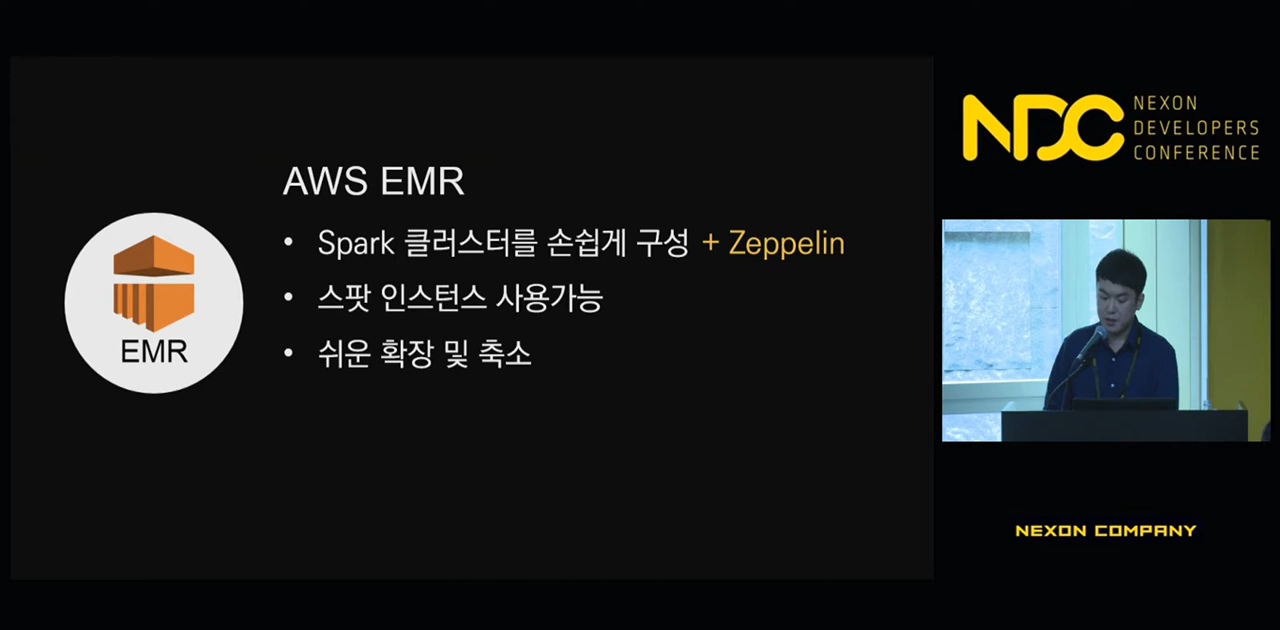 AWS EMR
• Spark 클러스터를 손쉽게 구성 + Zeppelin
• 스팟 인스턴스 사용가능
• 쉬운 확장 및 축소
EMR
NDC
NEXON
DEVELOPERS
CONFERENCE
NEXON COMPANY